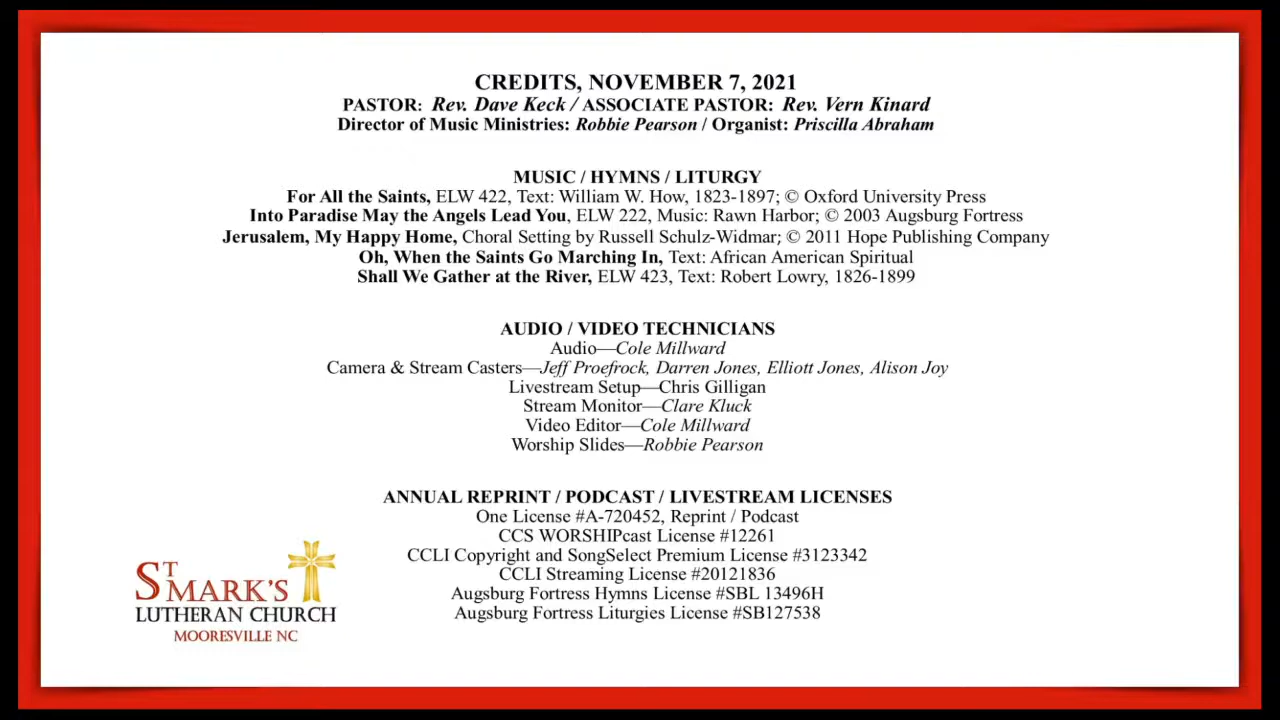 CREDITS, NOVEMBER 7, 2021
PASTOR: Rev. Dave Keck / ASSOCIATE PASTOR: Rev. Vern Kinard
Director of Music Ministries: Robbie Pearson / Organist: Priscilla Abraham
MUSIC / HYMNS / LITURGY
For All the Saints, ELW 422, Text: William W. How, 1823-1897; © Oxford University Press
Into Paradise May the Angels Lead You, ELW 222, Music: Rawn Harbor; © 2003 Augsburg Fortress
Jerusalem, My Happy Home, Choral Setting by Russell Schulz-Widmar; © 2011 Hope Publishing Company
Oh, When the Saints Go Marching In, Text: African American Spiritual
Shall We Gather at the River, ELW 423, Text: Robert Lowry, 1826-1899
AUDIO / VIDEO TECHNICIANS
Audio—Cole Millward
Camera & Stream Casters—Jeff Proefrock, Darren Jones, Elliott Jones, Alison Joy
Livestream Setup—Chris Gilligan
Stream Monitor—Clare Kluck
Video Editor—Cole Millward
Worship Slides—Robbie Pearson
ANNUAL REPRINT / PODCAST / LIVESTREAM LICENSES
One License #A-720452, Reprint / Podcast
CCS WORSHIPcast License #12261
CCLI Copyright and SongSelect Premium License #3123342
CCLI Streaming License #20121836
Augsburg Fortress Hymns License #SBL 13496H
Augsburg Fortress Liturgies License #SB127538
ST MARK'S
LUTHERAN CHURCH
MOORESVILLE NC